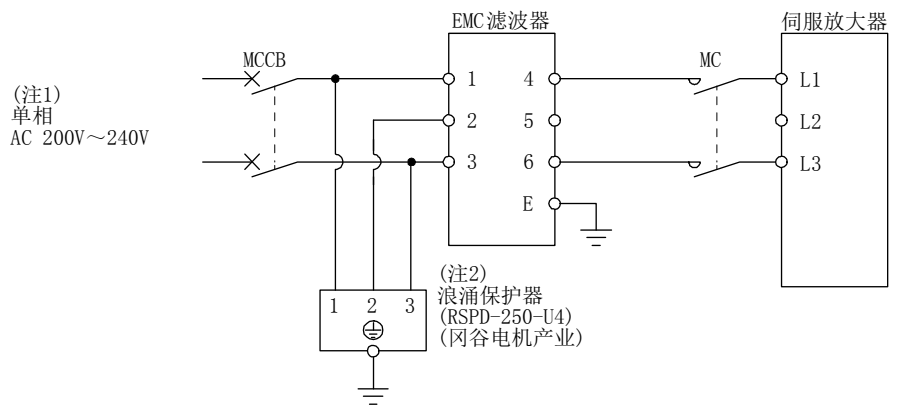 EMC滤波器
伺服放大器
MCCB
MC
1
4
L1
(注1)
单相
AC 200V～240V
2
5
L2
3
6
L3
E
(注2)
浪涌保护器
(RSPD-250-U4)
(冈谷电机产业)
1 2 3